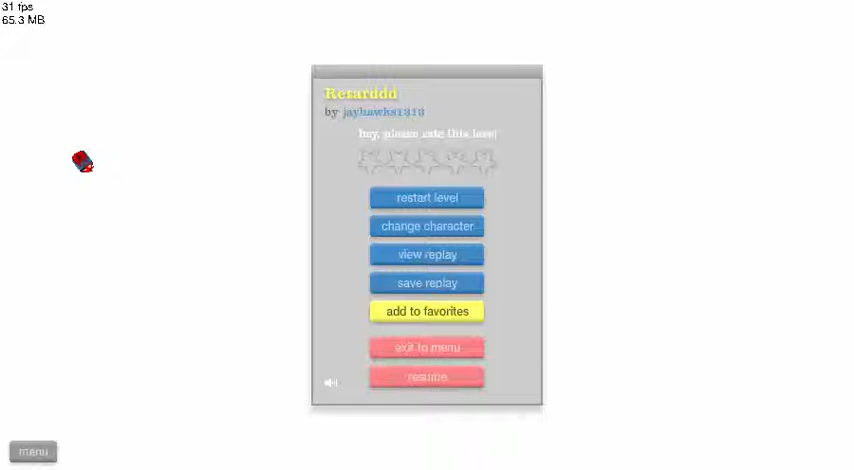 31 fps
65.3 MB
Retarddd
by jayhawks1313
hey, please rate this level
restart level
change character
view replay
save replay
add to favorites
exit to menu
resume
menu